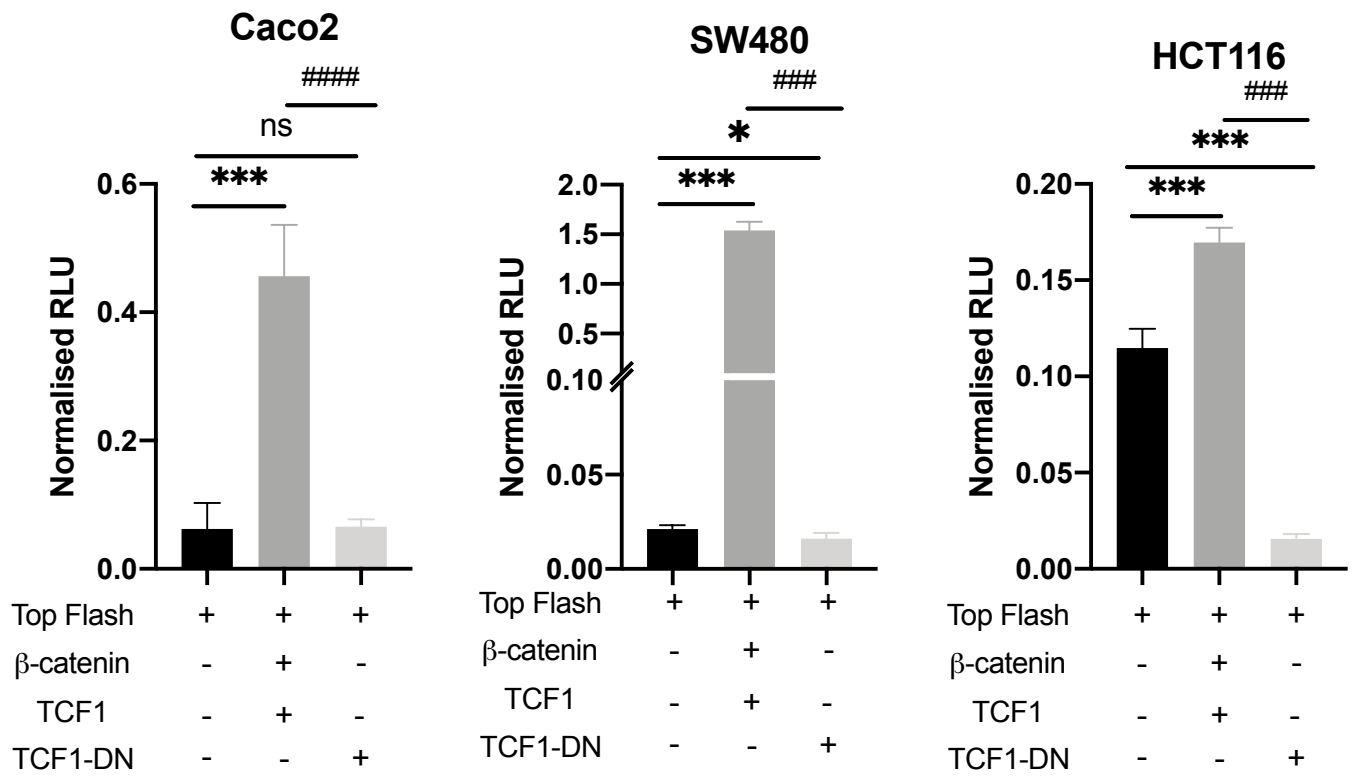 Caco2
####
ns
***
0.6
0.4
0.2
0.0
Normalised RLU
Top Flash + + +
β-catenin - + -
TCF1 - + -
TCF1-DN - - +
SW480
###
*
***
2.0
1.5
1.0
0.5
0.10
0.05
0.00
Normalised RLU
Top Flash + + +
β-catenin - + -
TCF1 - + -
TCF1-DN - - +
HCT116
###
***
***
0.20
0.15
0.10
0.05
0.00
Normalised RLU
Top Flash + + +
β-catenin - + -
TCF1 - + -
TCF1-DN - - +